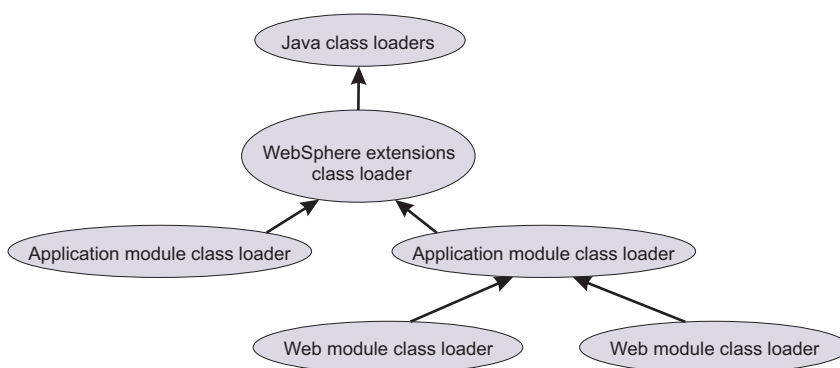 Java class loaders
WebSphere extensions
class loader
Application module class loader
Application module class loader
Web module class loader
Web module class loader